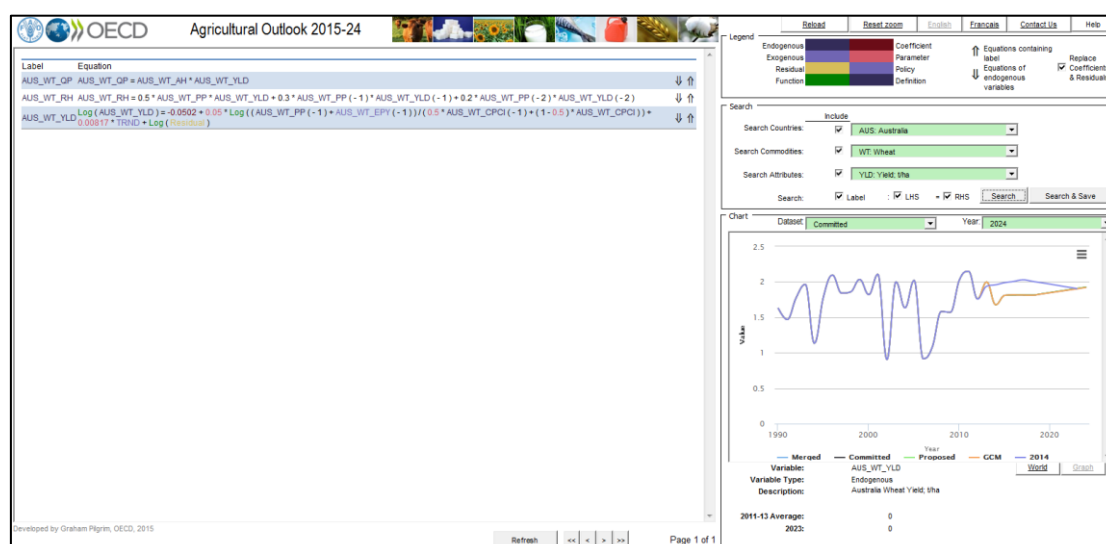 OECD Agricultural Outlook 2015-24
Label Equation
AUS_WT_QP AUS_WT_QP = AUS_WT_AH * AUS_WT_YLD
AUS_WT_RH AUS_WT_RH = 0.5 * AUS_WT_PP * AUS_WT_YLD + 0.3 * AUS_WT_PP (-1) * AUS_WT_YLD (-1) + 0.2 * AUS_WT_PP (-2) * AUS_WT_YLD (-2)
AUS_WT_YLD Log (AUS_WT_YLD) = -0.0502 + 0.05 * Log ((AUS_WT_PP (-1) + AUS_WT_EPY (-1)) / (0.5 * AUS_WT_CPCI (-1) + (1-0.5) * AUS_WT_CPCI)) +
0.00817 * TRND + Log (Residual)
Developed by Graham Pilgrim, OECD, 2015
Refresh << < > >> Page 1 of 1
Reload Reset zoom English Francais Contact Us Help
Legend
Endogenous Coefficient
Exogenous Parameter
Residual Policy
Function Definition
Equations containing
label
Equations of
endogenous
variables
Replace
Coefficient
& Residuals
Search
Include
Search Countries: AUS: Australia
Search Commodities: WT: Wheat
Search Attributes: YLD: Yield; t/ha
Search: Label : LHS = RHS Search Search & Save
Chart
Dataset: Committed Year: 2024
2.5
2
1.5
1
0.5
0
Value
1990 2000 2010 2020
Year
Merged Committed Proposed GCM 2014
Variable: AUS_WT_YLD World Graph
Variable Type: Endogenous
Description: Australia Wheat Yield; t/ha
2011-13 Average: 0
2023: 0